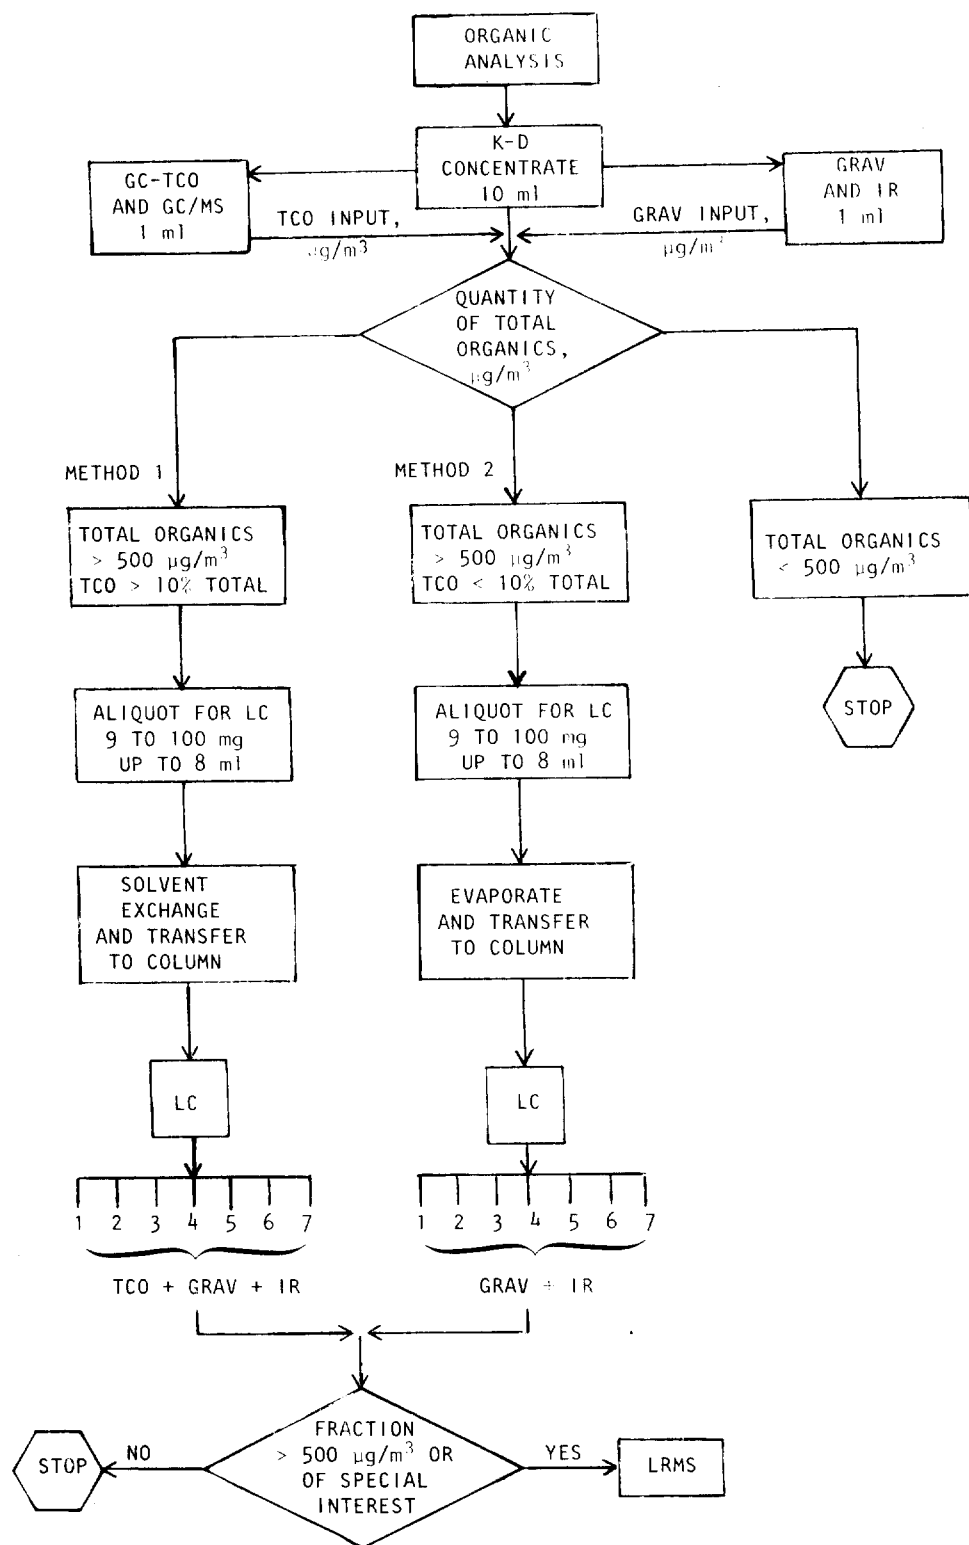 ORGANIC
ANALYSIS
K-D
CONCENTRATE
10 ml
GC-TCO
AND GC/MS
1 ml
GRAV
AND IR
1 ml
TCO INPUT,
µg/m³
GRAV INPUT,
µg/m³
QUANTITY
OF TOTAL
ORGANICS,
µg/m³
METHOD 1
METHOD 2
TOTAL ORGANICS
> 500 µg/m³
TCO > 10% TOTAL
TOTAL ORGANICS
> 500 µg/m³
TCO < 10% TOTAL
TOTAL ORGANICS
< 500 µg/m³
ALIQUOT FOR LC
9 TO 100 mg
UP TO 8 ml
ALIQUOT FOR LC
9 TO 100 mg
UP TO 8 ml
STOP
SOLVENT
EXCHANGE
AND TRANSFER
TO COLUMN
EVAPORATE
AND TRANSFER
TO COLUMN
LC
LC
1 2 3 4 5 6 7
1 2 3 4 5 6 7
TCO + GRAV + IR
GRAV + IR
FRACTION
> 500 µg/m³ OR
OF SPECIAL
INTEREST
NO
STOP
YES
LRMS